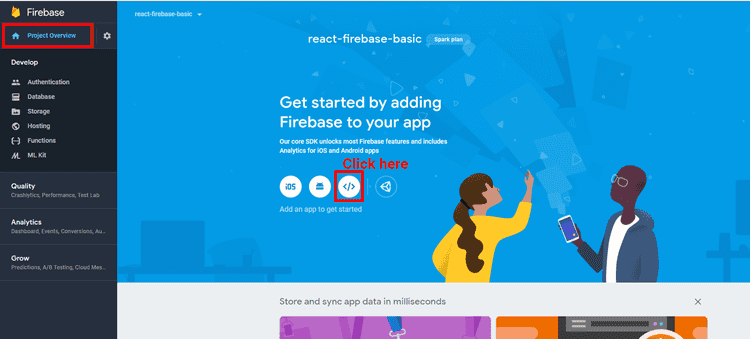 Firebase
Project Overview
Develop
Authentication
Database
Storage
Hosting
Functions
ML Kit
Quality
Crashlytics, Performance, Test Lab
Analytics
Dashboard, Events, Conversions, Au...
Grow
Predictions, A/B Testing, Cloud Mes...
react-firebase-basic
react-firebase-basic Spark plan
Get started by adding
Firebase to your app
Our core SDK unlocks most Firebase features and includes
Analytics for iOS and Android apps
Click here
iOS </>
Add an app to get started
Store and sync app data in milliseconds